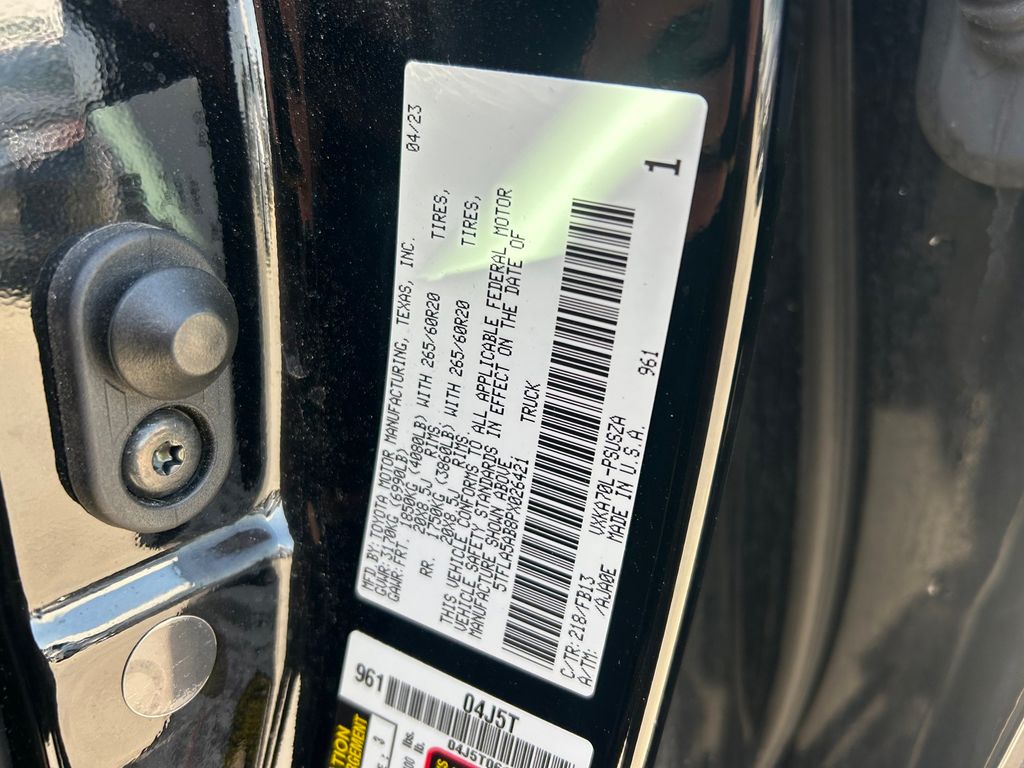 MFD.BY:TOYOTA MOTOR MANUFACTURING, TEXAS, INC. 04/23
GVWR:3170KG (6990LB)
GAWR:FRT. 1850KG (4080LB) WITH 265/60R20 TIRES,
20X8.5J RIMS,
RR. 1750KG (3860LB) WITH 265/60R20 TIRES,
20X8.5J RIMS
THIS VEHICLE CONFORMS TO ALL APPLICABLE FEDERAL MOTOR
VEHICLE SAFETY STANDARDS IN EFFECT ON THE DATE OF
MANUFACTURE SHOWN ABOVE.
5TFLA5AB8PX026421 TRUCK
C/TR:218/FB13 VXKA70L-PSUSZA 961 1
A/TM: /AJA0E MADE IN U.S.A.
961 04J5T